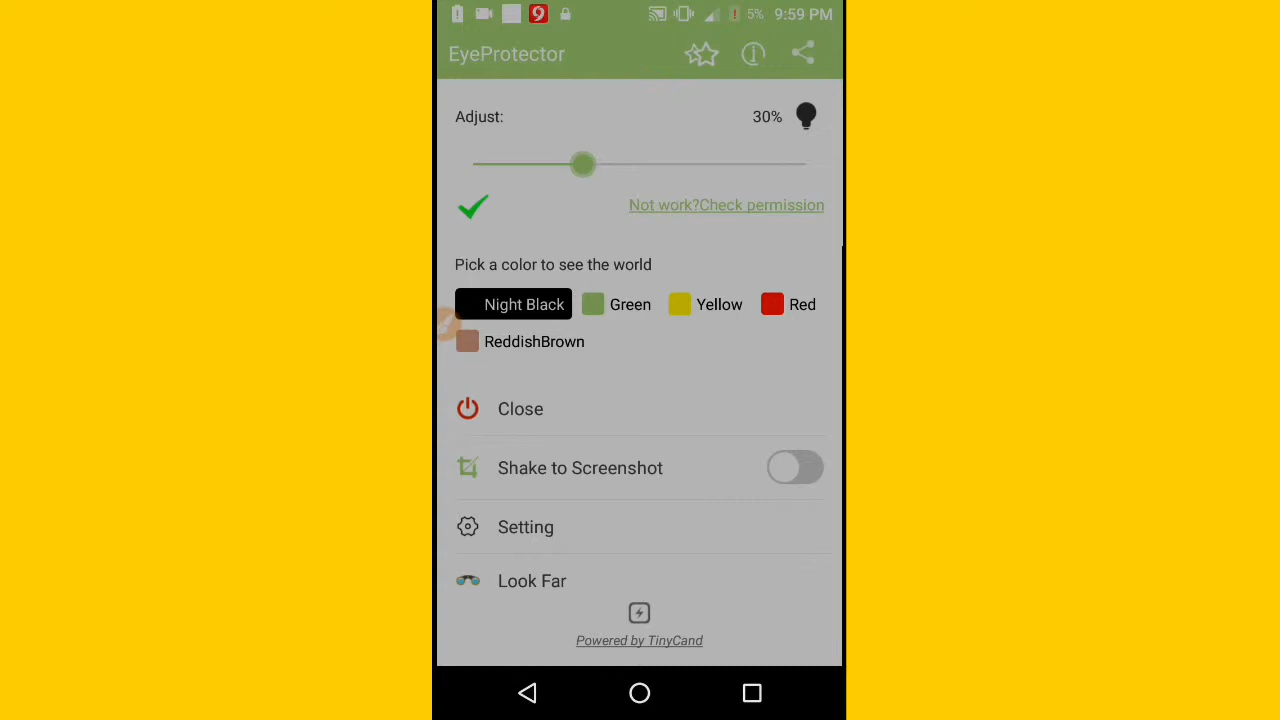 5% 9:59 PM
EyeProtector
Adjust: 30%
Not work?Check permission
Pick a color to see the world
Night Black Green Yellow Red
ReddishBrown
Close
Shake to Screenshot
Setting
Look Far
Powered by TinyCand